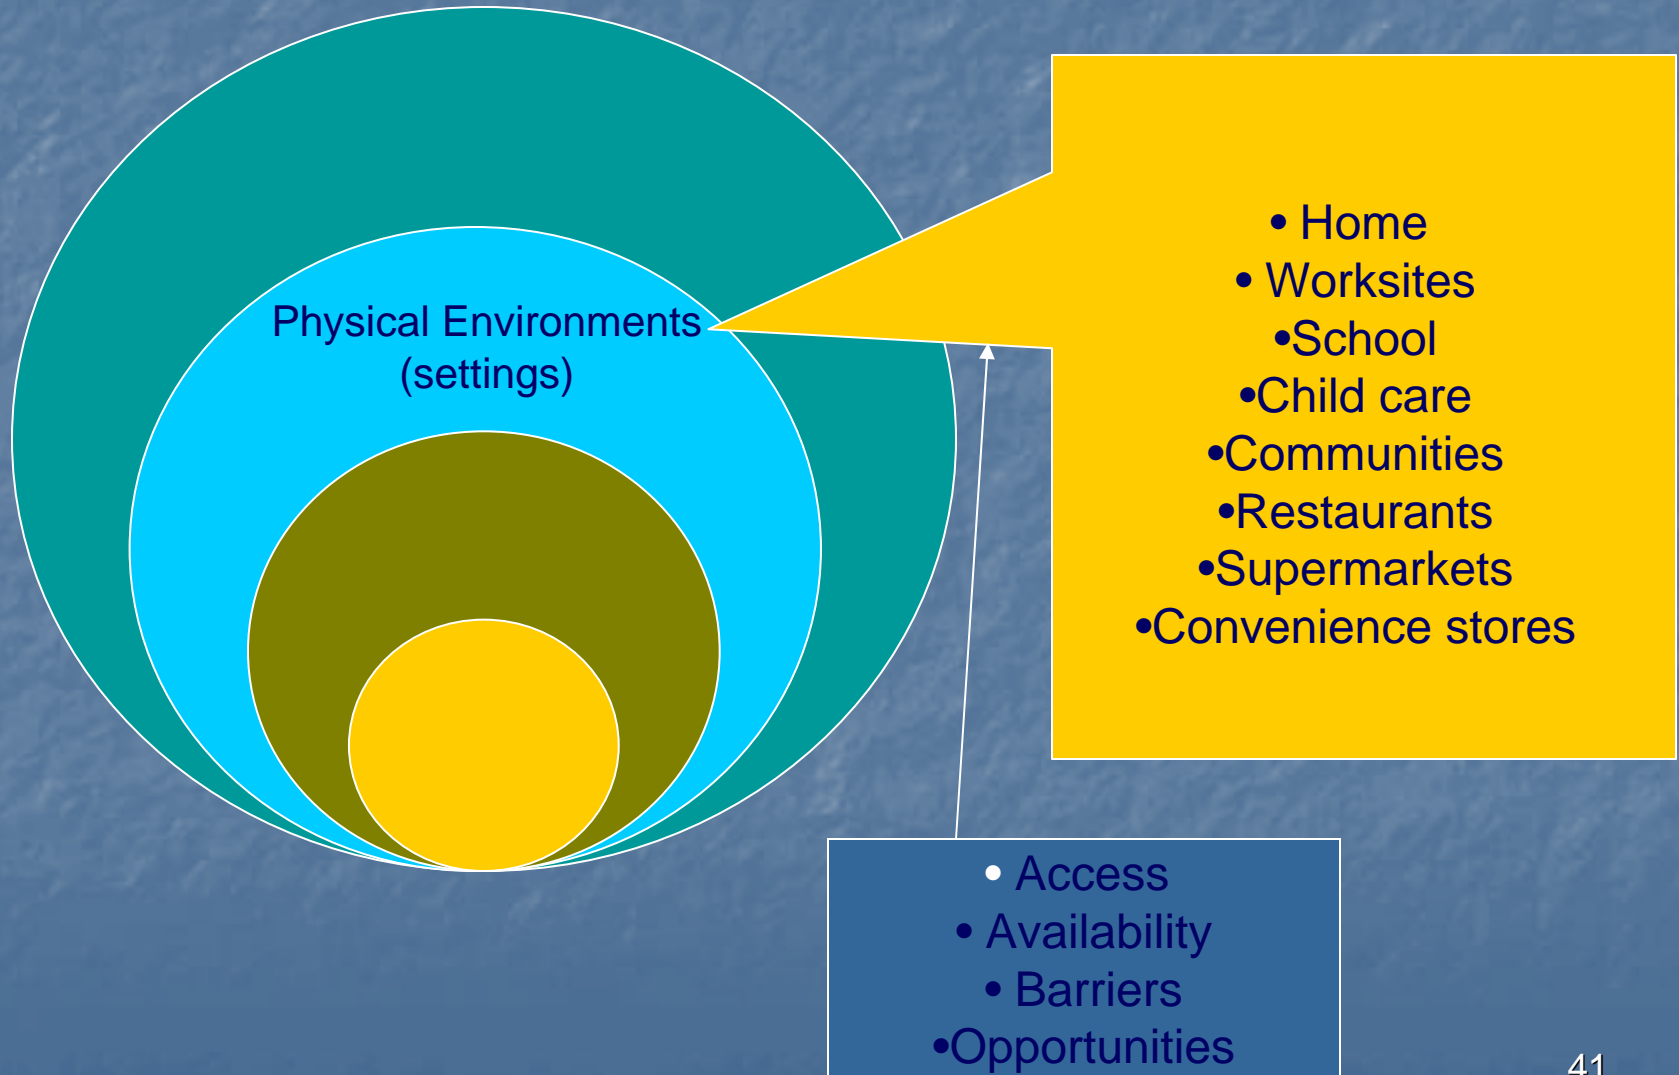 Physical Environments
(settings)
• Home
• Worksites
•School
•Child care
•Communities
•Restaurants
•Supermarkets
•Convenience stores
• Access
• Availability
• Barriers
•Opportunities
41